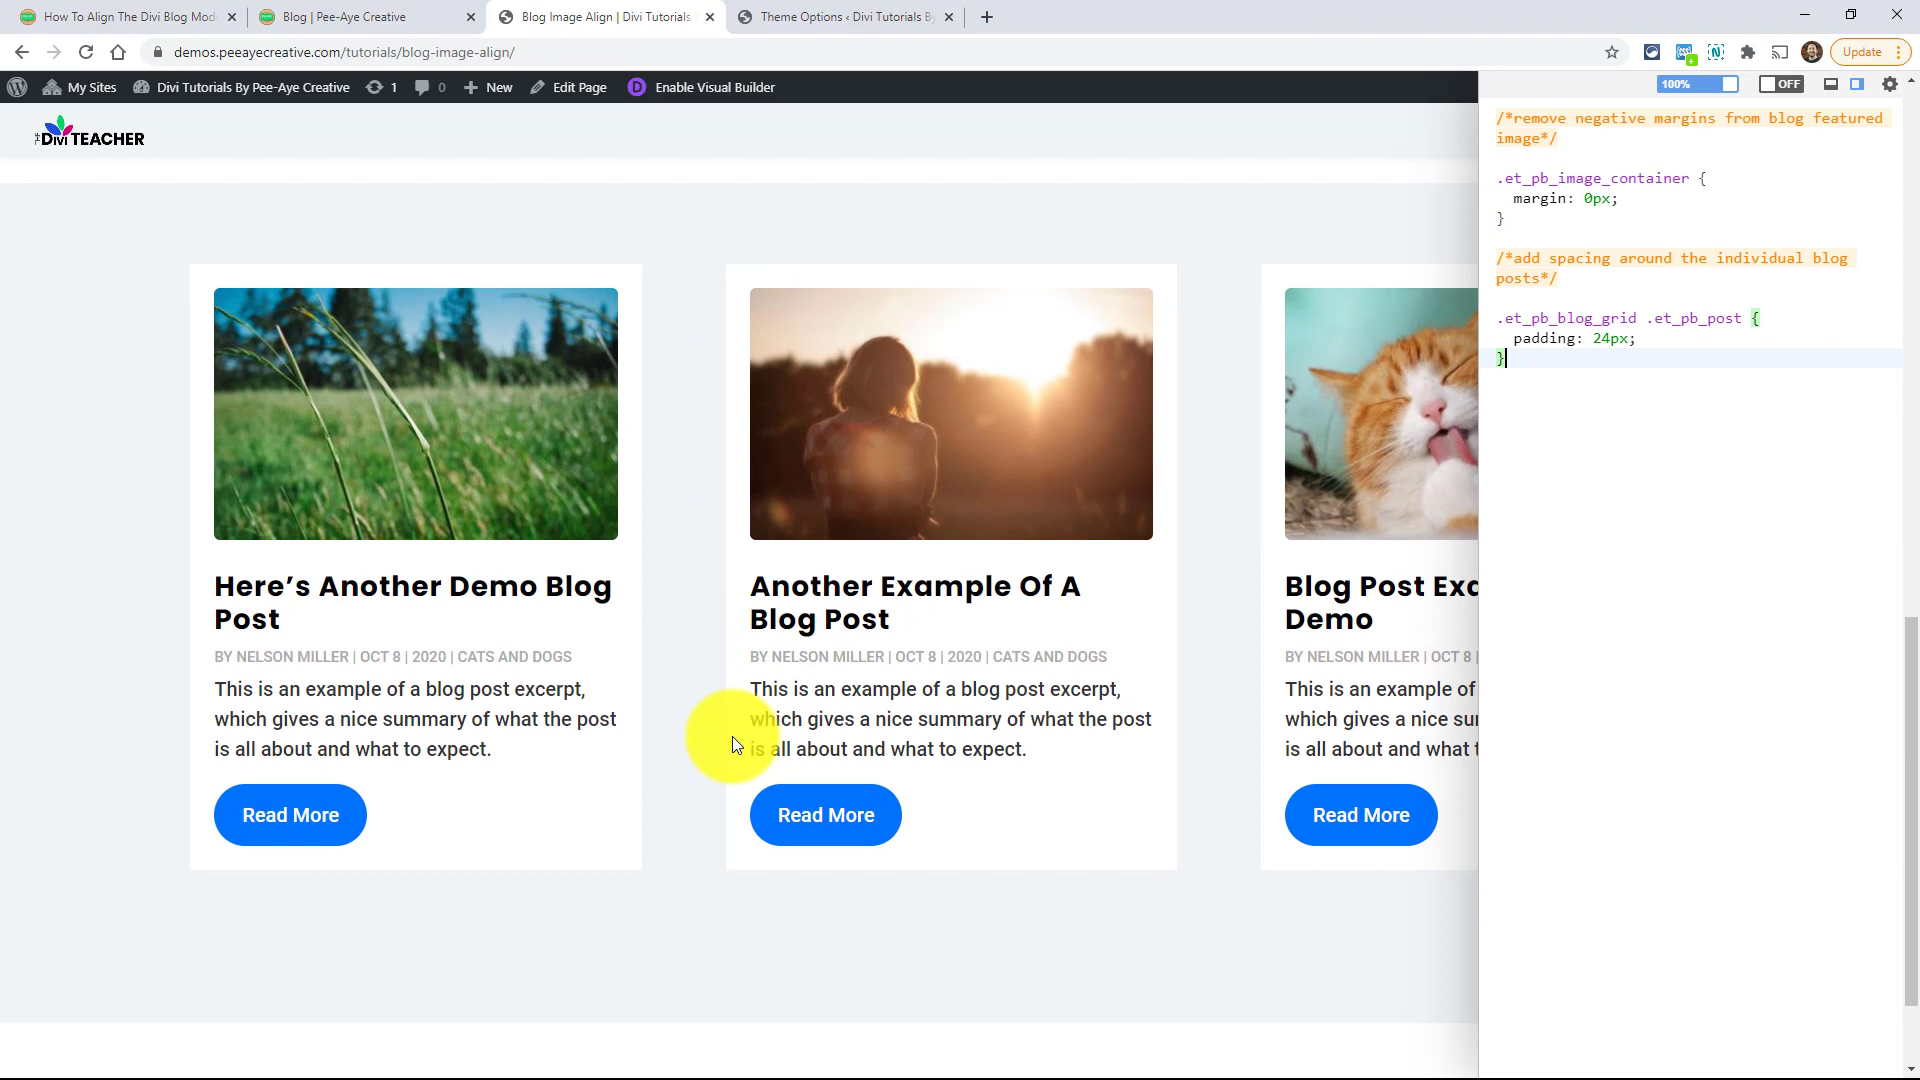 How To Align The Divi Blog Mod
Blog | Pee-Aye Creative
Blog Image Align | Divi Tutorials
Theme Options ‹ Divi Tutorials B
demos.peeayecreative.com/tutorials/blog-image-align/
Update
My Sites
Divi Tutorials By Pee-Aye Creative
1
0
New
Edit Page
D
Enable Visual Builder
100%
OFF
THE DIVI TEACHER
/*remove negative margins from blog featured
image*/
.et_pb_image_container {
margin: 0px;
}
/*add spacing around the individual blog
posts*/
.et_pb_blog_grid .et_pb_post {
padding: 24px;
}
Here’s Another Demo Blog
Post
BY NELSON MILLER | OCT 8 | 2020 | CATS AND DOGS
This is an example of a blog post excerpt,
which gives a nice summary of what the post
is all about and what to expect.
Read More
Another Example Of A
Blog Post
BY NELSON MILLER | OCT 8 | 2020 | CATS AND DOGS
This is an example of a blog post excerpt,
which gives a nice summary of what the post
is all about and what to expect.
Read More
Blog Post Exa
Demo
BY NELSON MILLER | OCT 8 |
This is an example of
which gives a nice su
is all about and what t
Read More